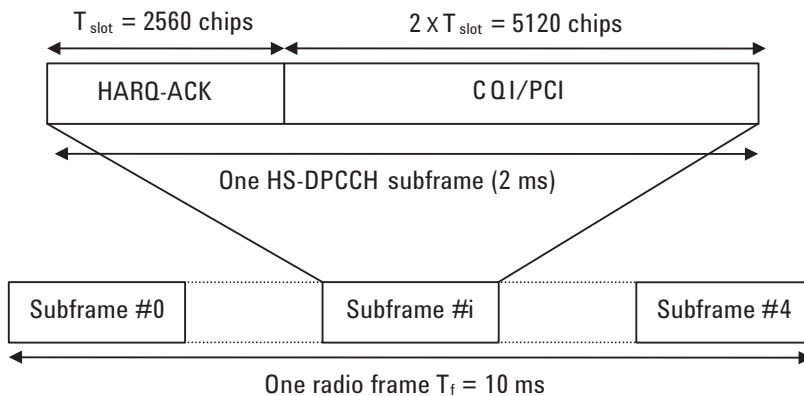 T slot = 2560 chips
2 x T slot = 5120 chips
HARQ-ACK
CQI/PCI
One HS-DPCCH subframe (2 ms)
Subframe #0
Subframe #i
Subframe #4
One radio frame Tf = 10 ms